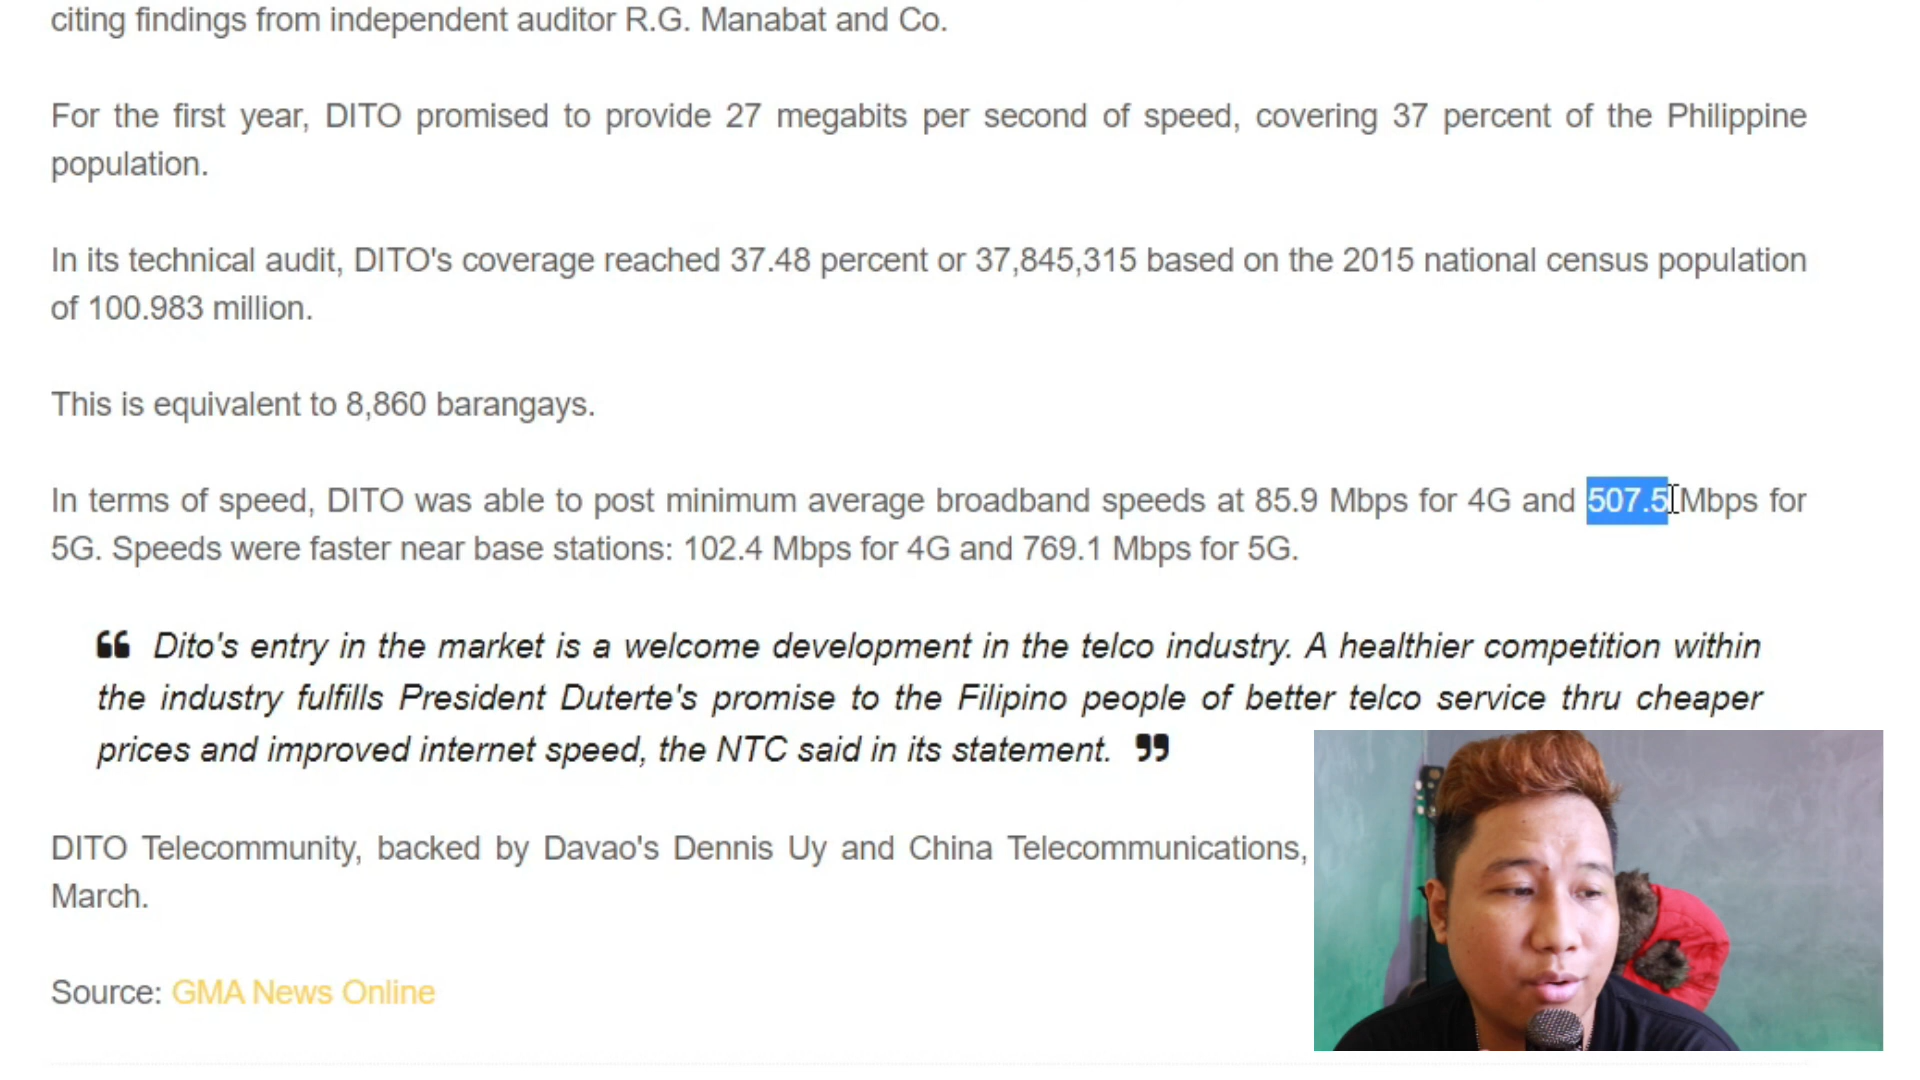 citing findings from independent auditor R.G. Manabat and Co.
For the first year, DITO promised to provide 27 megabits per second of speed, covering 37 percent of the Philippine
population.
In its technical audit, DITO's coverage reached 37.48 percent or 37,845,315 based on the 2015 national census population
of 100.983 million.
This is equivalent to 8,860 barangays.
In terms of speed, DITO was able to post minimum average broadband speeds at 85.9 Mbps for 4G and 507.5 Mbps for
5G. Speeds were faster near base stations: 102.4 Mbps for 4G and 769.1 Mbps for 5G.
“ Dito's entry in the market is a welcome development in the telco industry. A healthier competition within
the industry fulfills President Duterte's promise to the Filipino people of better telco service thru cheaper
prices and improved internet speed, the NTC said in its statement. ”
DITO Telecommunity, backed by Davao's Dennis Uy and China Telecommunications,
March.
Source: GMA News Online